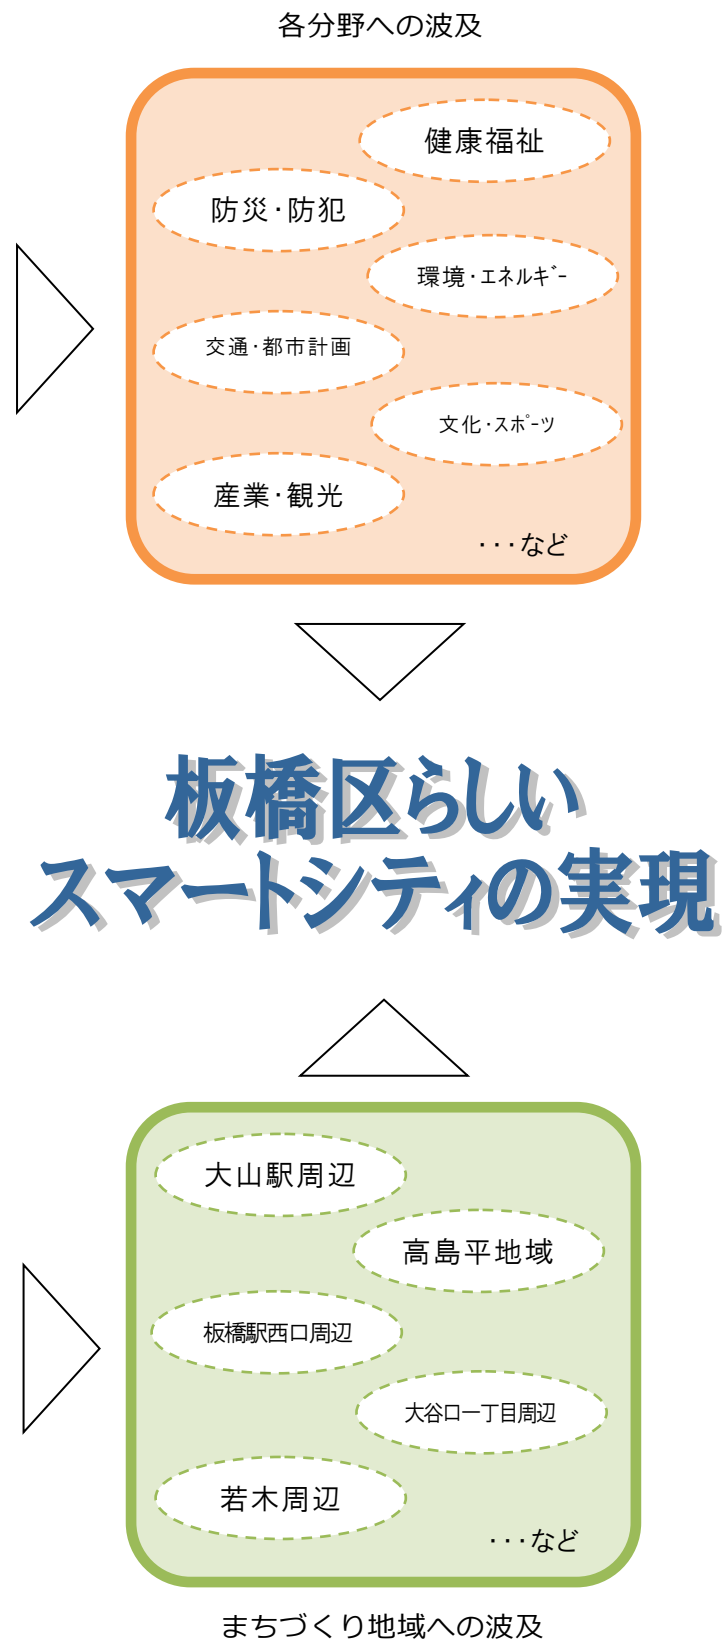 各分野への波及
健康福祉
防災・防犯
環境・エネルギー
交通・都市計画
文化・スポーツ
産業・観光
・・・など
板橋区らしい
スマートシティの実現
大山駅周辺
高島平地域
板橋駅西口周辺
大谷口一丁目周辺
若木周辺
・・・など
まちづくり地域への波及